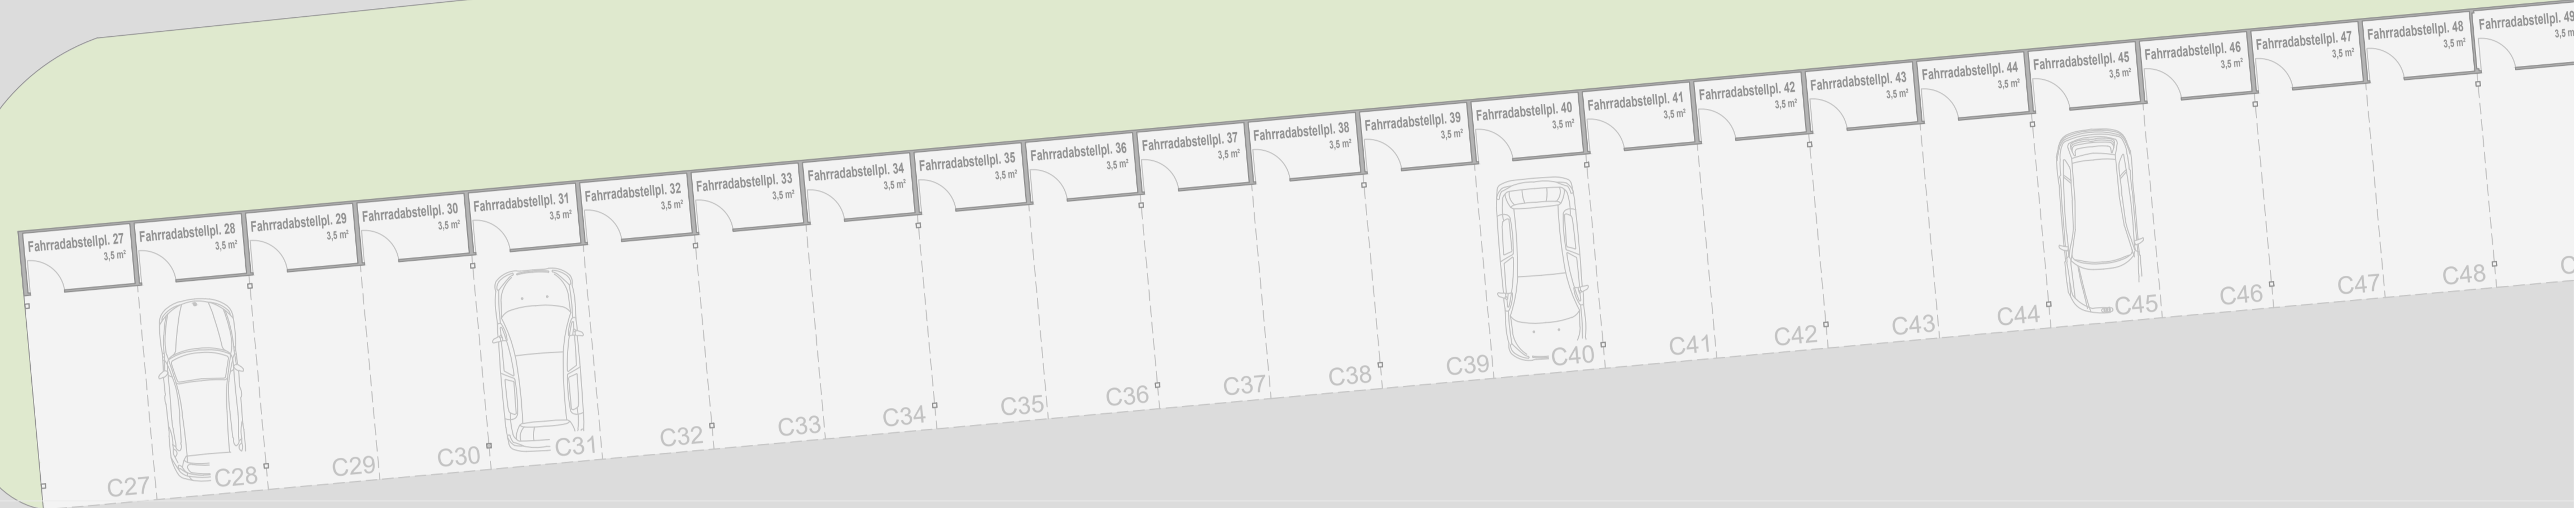 Fahrradabstellpl. 27
3,5 m²
Fahrradabstellpl. 28
3,5 m²
Fahrradabstellpl. 29
3,5 m²
Fahrradabstellpl. 30
3,5 m²
Fahrradabstellpl. 31
3,5 m²
Fahrradabstellpl. 32
3,5 m²
Fahrradabstellpl. 33
3,5 m²
Fahrradabstellpl. 34
3,5 m²
Fahrradabstellpl. 35
3,5 m²
Fahrradabstellpl. 36
3,5 m²
Fahrradabstellpl. 37
3,5 m²
Fahrradabstellpl. 38
3,5 m²
Fahrradabstellpl. 39
3,5 m²
Fahrradabstellpl. 40
3,5 m²
Fahrradabstellpl. 41
3,5 m²
Fahrradabstellpl. 42
3,5 m²
Fahrradabstellpl. 43
3,5 m²
Fahrradabstellpl. 44
3,5 m²
Fahrradabstellpl. 45
3,5 m²
Fahrradabstellpl. 46
3,5 m²
Fahrradabstellpl. 47
3,5 m²
Fahrradabstellpl. 48
3,5 m²
Fahrradabstellpl. 49
3,5 m
C27
C28
C29
C30
C31
C32
C33
C34
C35
C36
C37
C38
C39
C40
C41
C42
C43
C44
C45
C46
C47
C48